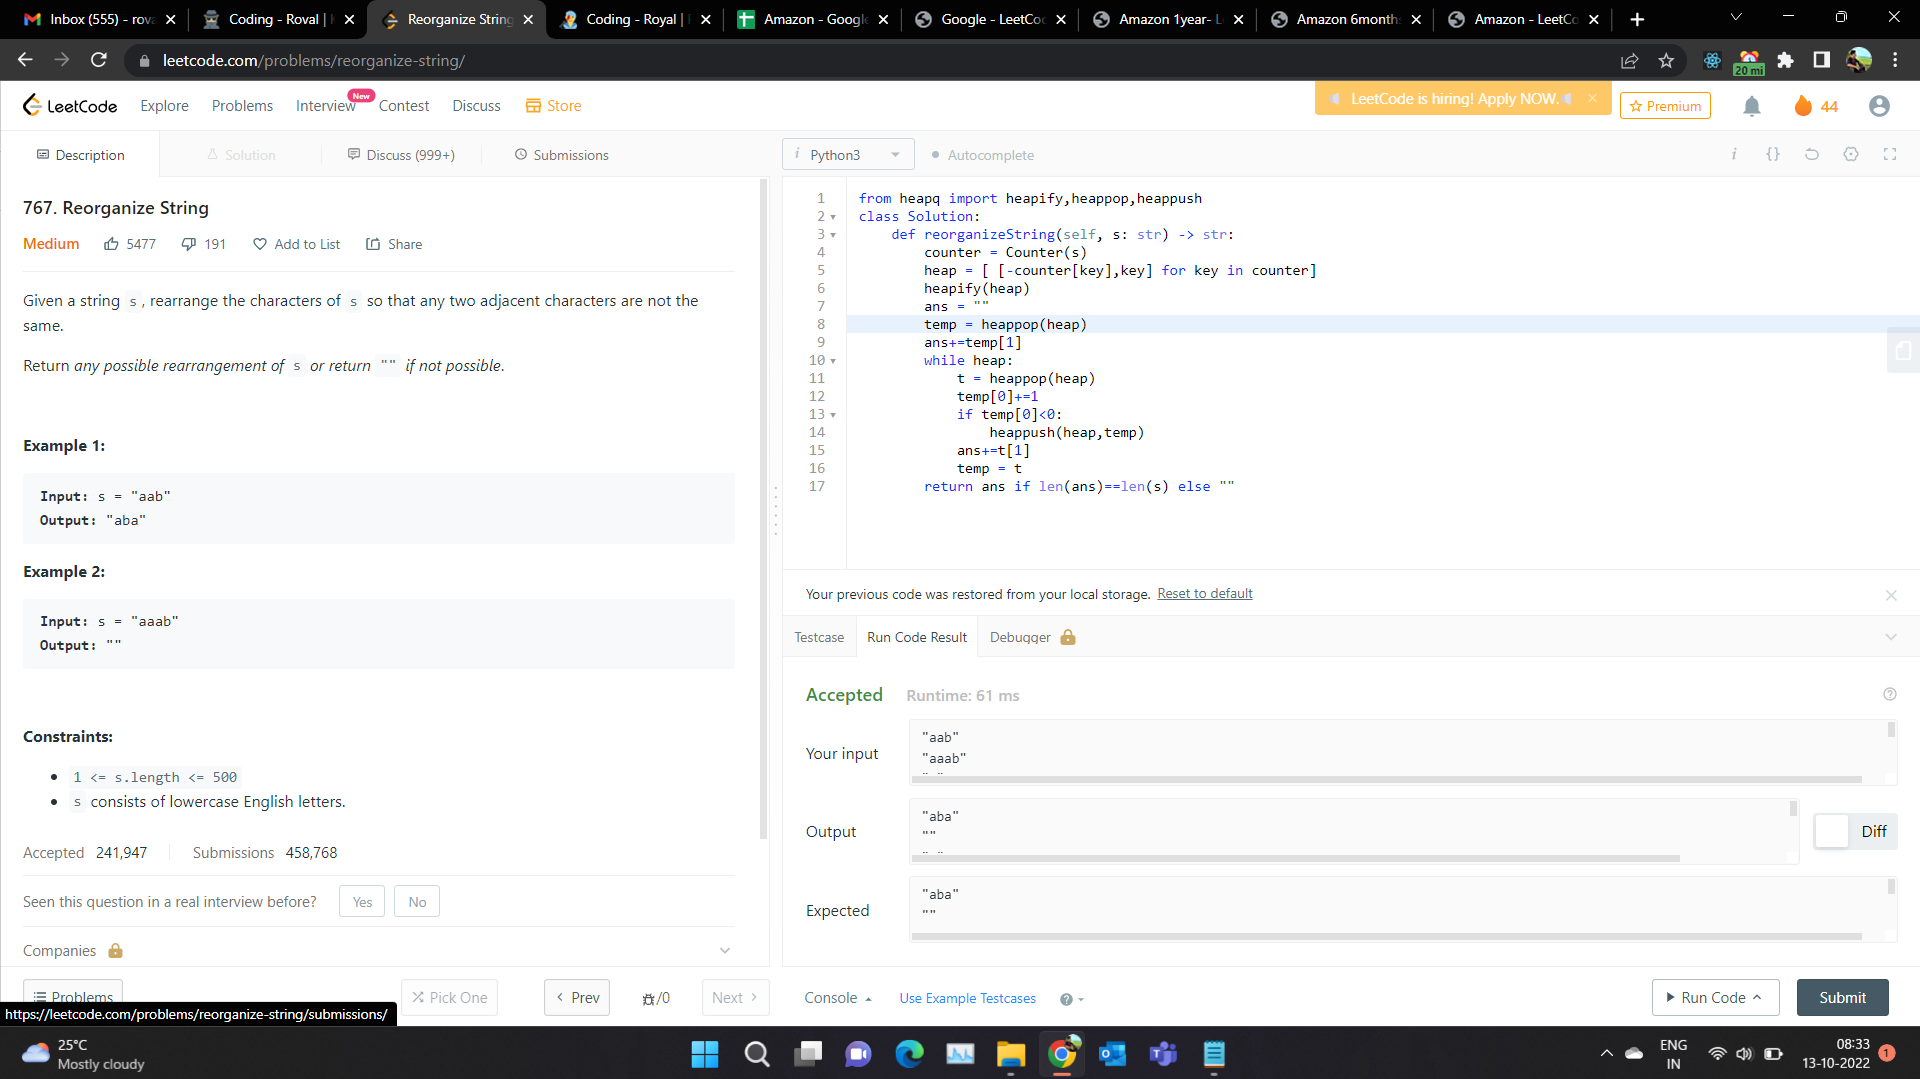 Inbox (555) - rova
Coding - Roval |
Reorganize String
Coding - Royal |
Amazon - Google
Google - LeetCo
Amazon 1year- L
Amazon 6month
Amazon - LeetCo
leetcode.com/problems/reorganize-string/
20 mi
LeetCode
Explore
Problems
Interview
New
Contest
Discuss
Store
LeetCode is hiring! Apply NOW.
Premium
44
Description
Solution
Discuss (999+)
Submissions
i Python3
Autocomplete
767. Reorganize String
Medium 5477 191 Add to List Share
Given a string s , rearrange the characters of s so that any two adjacent characters are not the
same.
Return any possible rearrangement of s or return "" if not possible.
Example 1:
Input: s = "aab"
Output: "aba"
Example 2:
Input: s = "aaab"
Output: ""
Constraints:
1 <= s.length <= 500
s consists of lowercase English letters.
Accepted 241,947 Submissions 458,768
Seen this question in a real interview before? Yes No
Companies
Problems
Pick One
Prev
/0
Next
https://leetcode.com/problems/reorganize-string/submissions/
1 from heapq import heapify,heappop,heappush
2 class Solution:
3 def reorganizeString(self, s: str) -> str:
4 counter = Counter(s)
5 heap = [ [-counter[key],key] for key in counter]
6 heapify(heap)
7 ans = ""
8 temp = heappop(heap)
9 ans+=temp[1]
10 while heap:
11 t = heappop(heap)
12 temp[0]+=1
13 if temp[0]<0:
14 heappush(heap,temp)
15 ans+=t[1]
16 temp = t
17 return ans if len(ans)==len(s) else ""
Your previous code was restored from your local storage. Reset to default
Testcase
Run Code Result
Debugger
Accepted Runtime: 61 ms
Your input
"aab"
"aaab"
Output
"aba"
""
Diff
Expected
"aba"
""
Console
Use Example Testcases
Run Code
Submit
25°C
Mostly cloudy
ENG
IN
08:33
13-10-2022
1